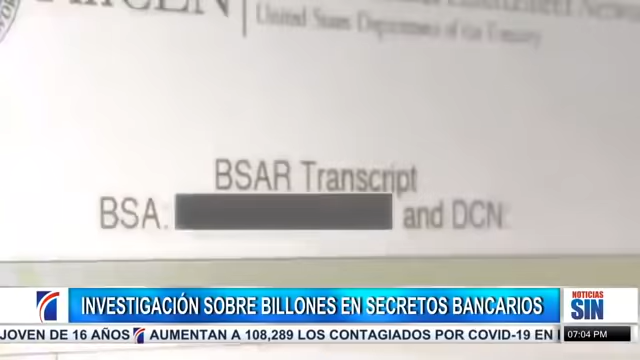 United States Department of the Treasury
BSAR Transcript
BSA: and DCN:
INVESTIGACIÓN SOBRE BILLONES EN SECRETOS BANCARIOS
NOTICIAS
SIN
JOVEN DE 16 AÑOS AUMENTAN A 108,289 LOS CONTAGIADOS POR COVID-19 EN
07:04 PM